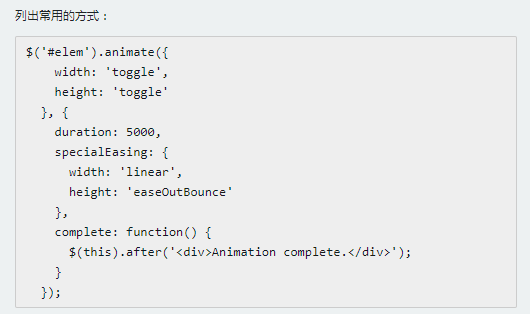 列出常用的方式：
$('#elem').animate({
    width: 'toggle',
    height: 'toggle'
  }, {
    duration: 5000,
    specialEasing: {
      width: 'linear',
      height: 'easeOutBounce'
    },
    complete: function() {
      $(this).after('<div>Animation complete.</div>');
    }
  });